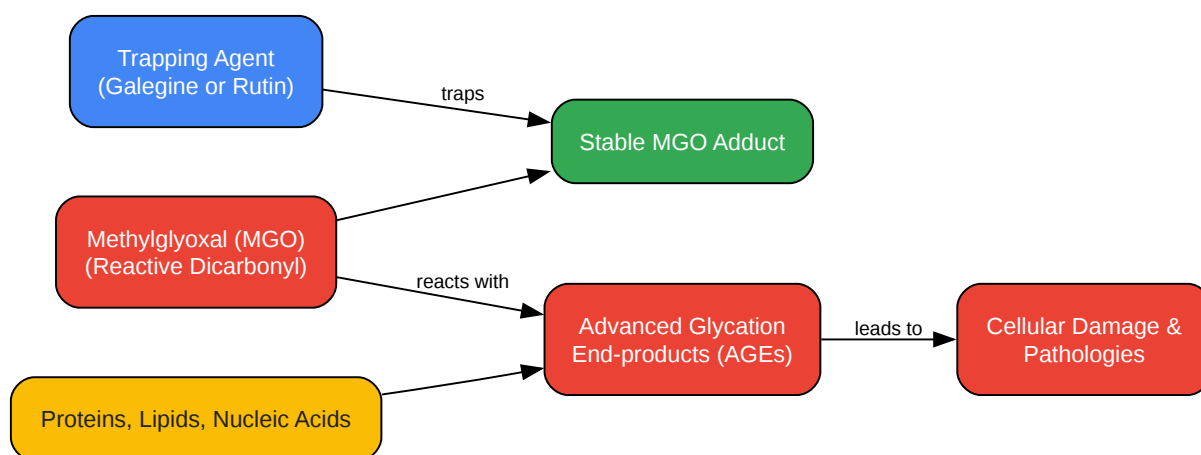 Trapping Agent
(Galegine or Rutin)
traps
Stable MGO Adduct
Methylglyoxal (MGO)
(Reactive Dicarbonyl)
reacts with
Advanced Glycation
End-products (AGEs)
leads to
Cellular Damage &
Pathologies
Proteins, Lipids, Nucleic Acids